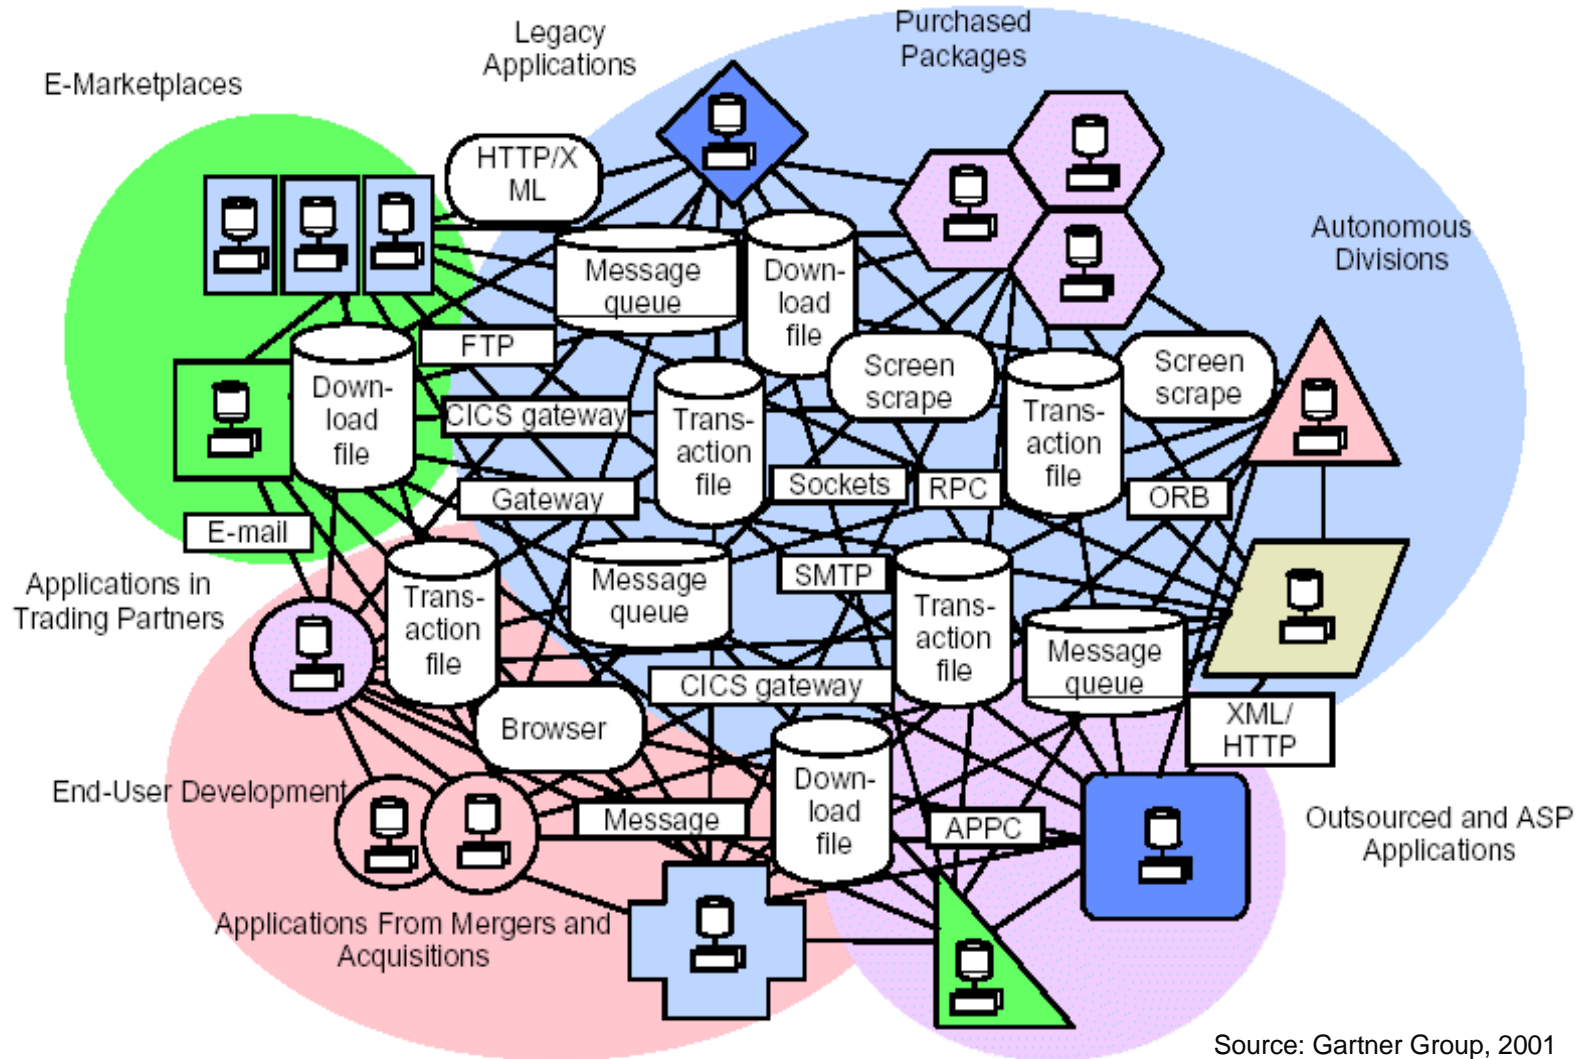 Legacy
Applications
Purchased
Packages
E-Marketplaces
HTTP/X
ML
Autonomous
Divisions
Message
queue
Down-
load
file
FTP
Screen
scrape
Screen
scrape
Down-
load
file
CICS gateway
Trans-
action
file
Trans-
action
file
Gateway
Sockets
RPC
ORB
E-mail
Applications in
Trading Partners
Trans-
action
file
Message
queue
SMTP
Trans-
action
file
Message
queue
CICS gateway
Browser
XML/
HTTP
End-User Development
Down-
load
file
Message
APPC
Outsourced and ASP
Applications
Applications From Mergers and
Acquisitions
Source: Gartner Group, 2001